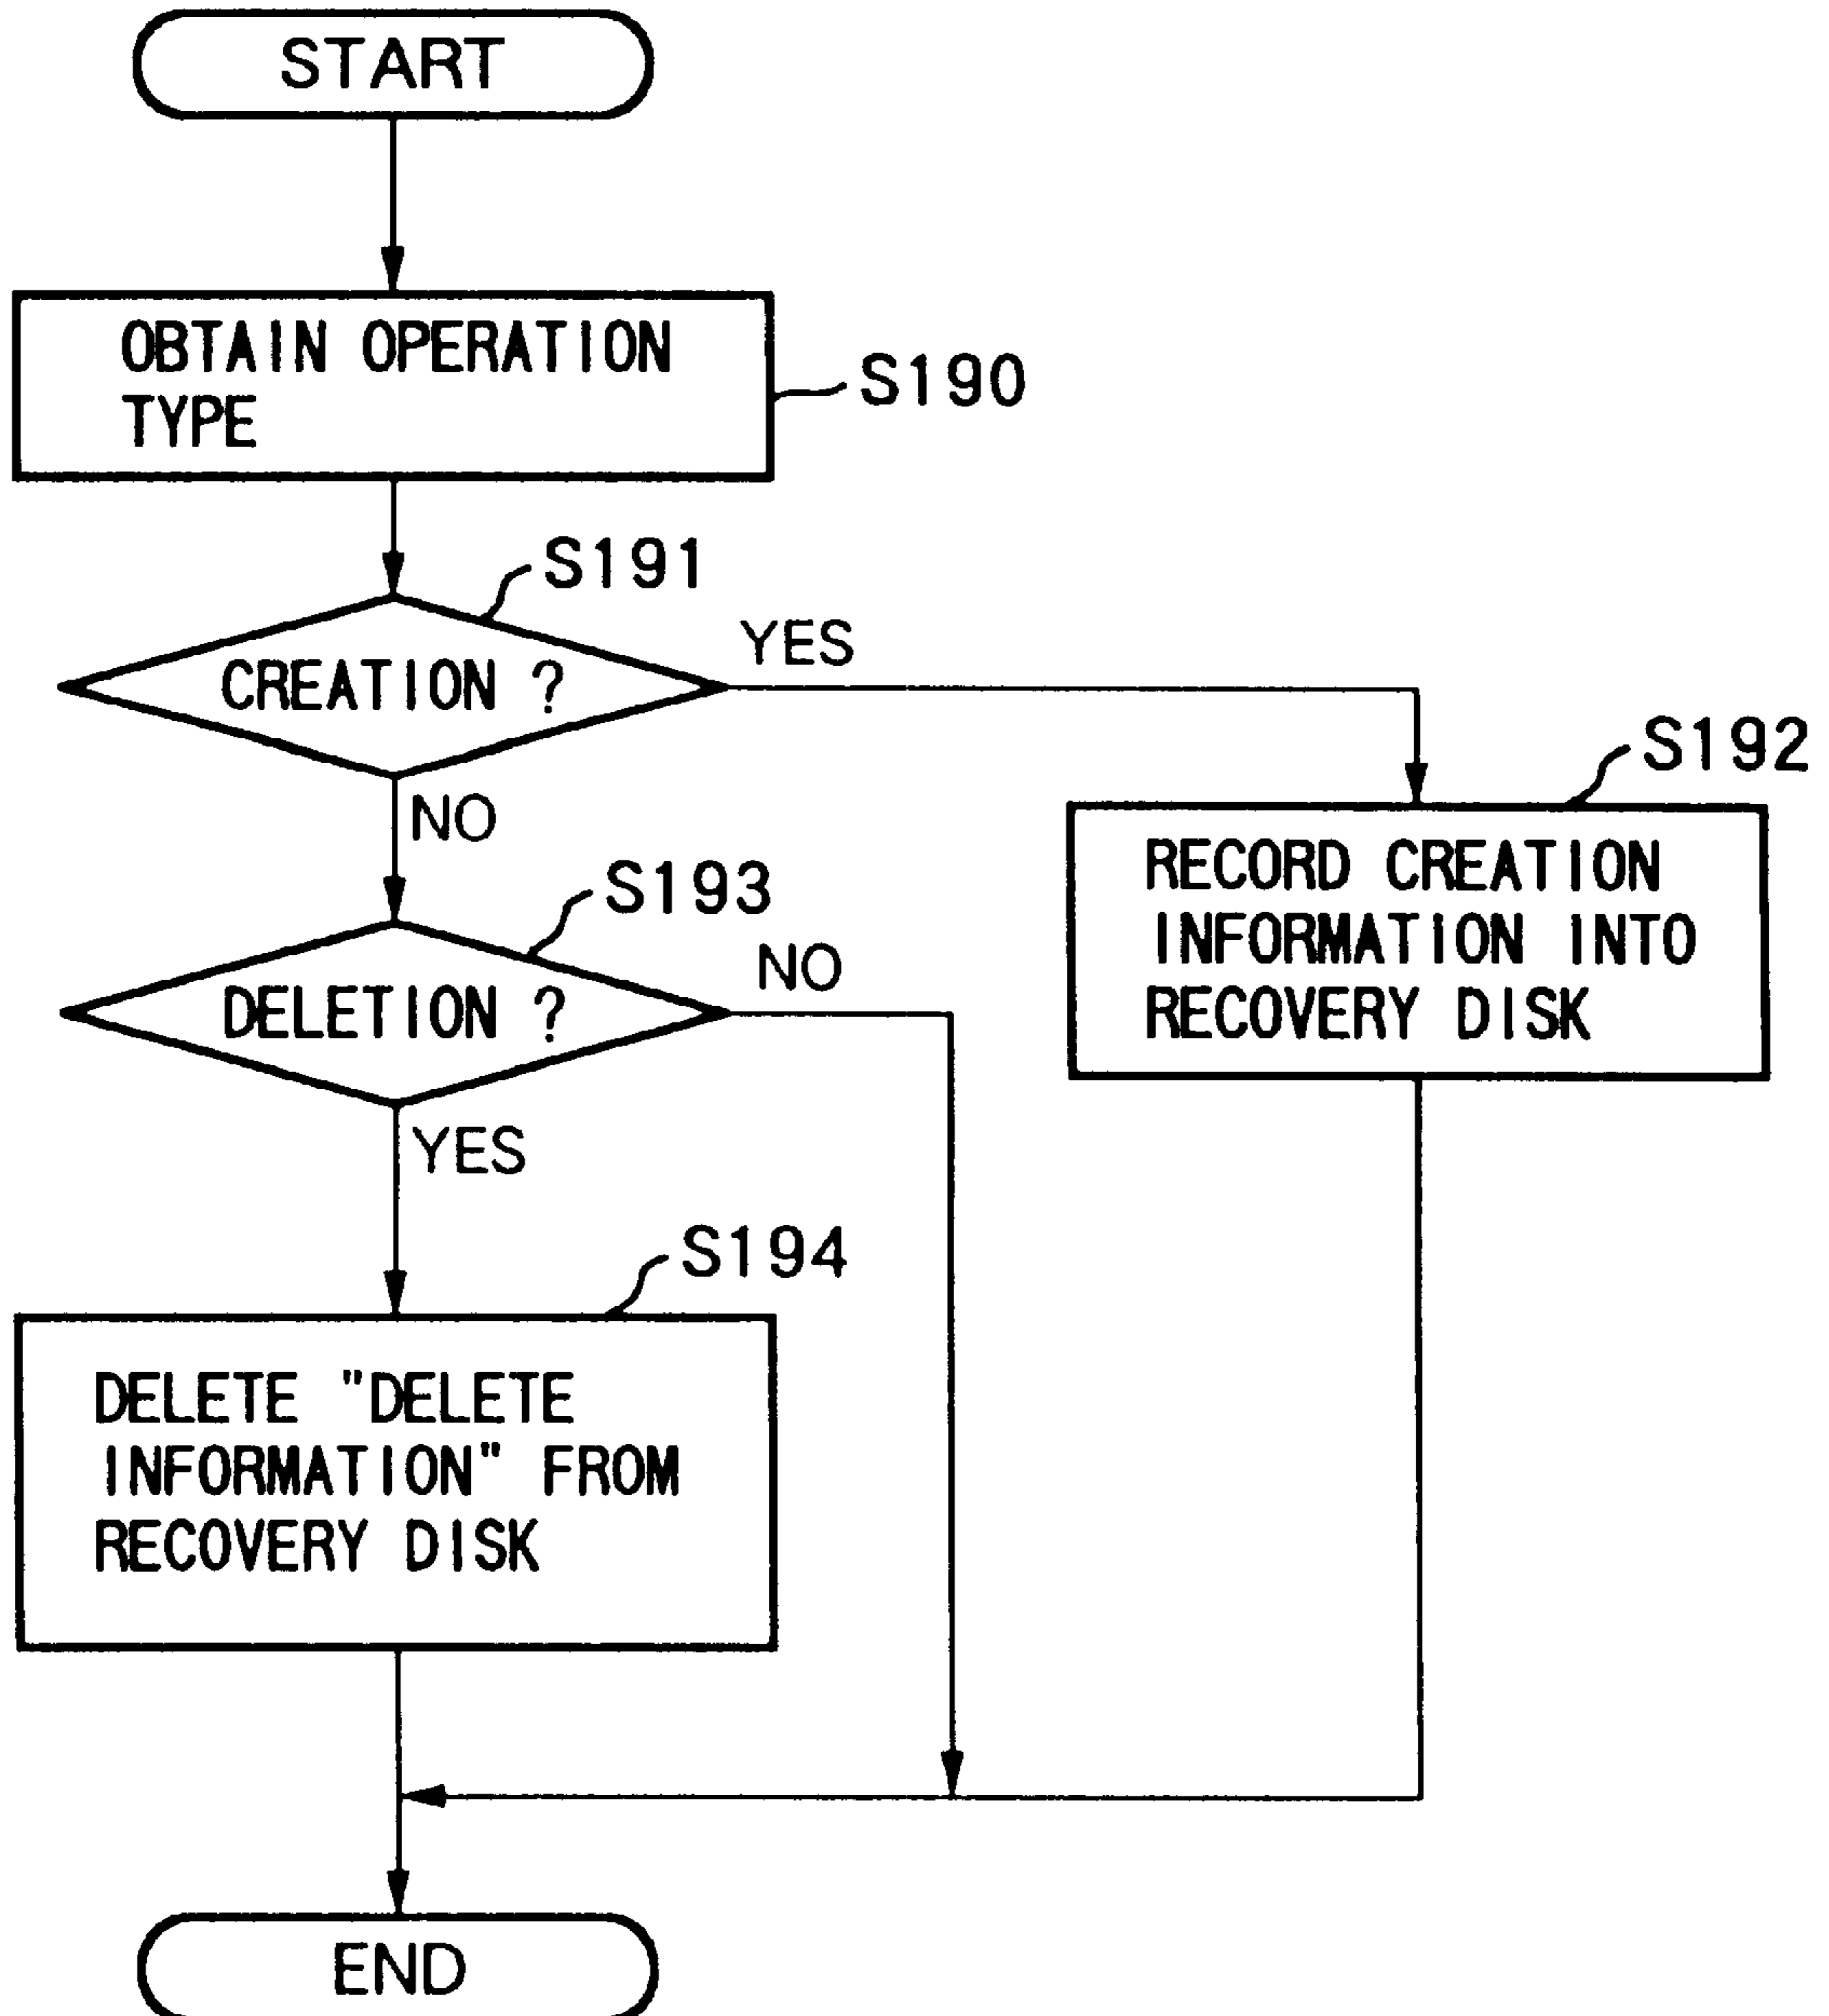 START
OBTAIN OPERATION
TYPE
S190
S191
CREATION ?
YES
NO
S192
RECORD CREATION
INFORMATION INTO
RECOVERY DISK
S193
DELETION ?
NO
YES
S194
DELETE "DELETE
INFORMATION" FROM
RECOVERY DISK
END